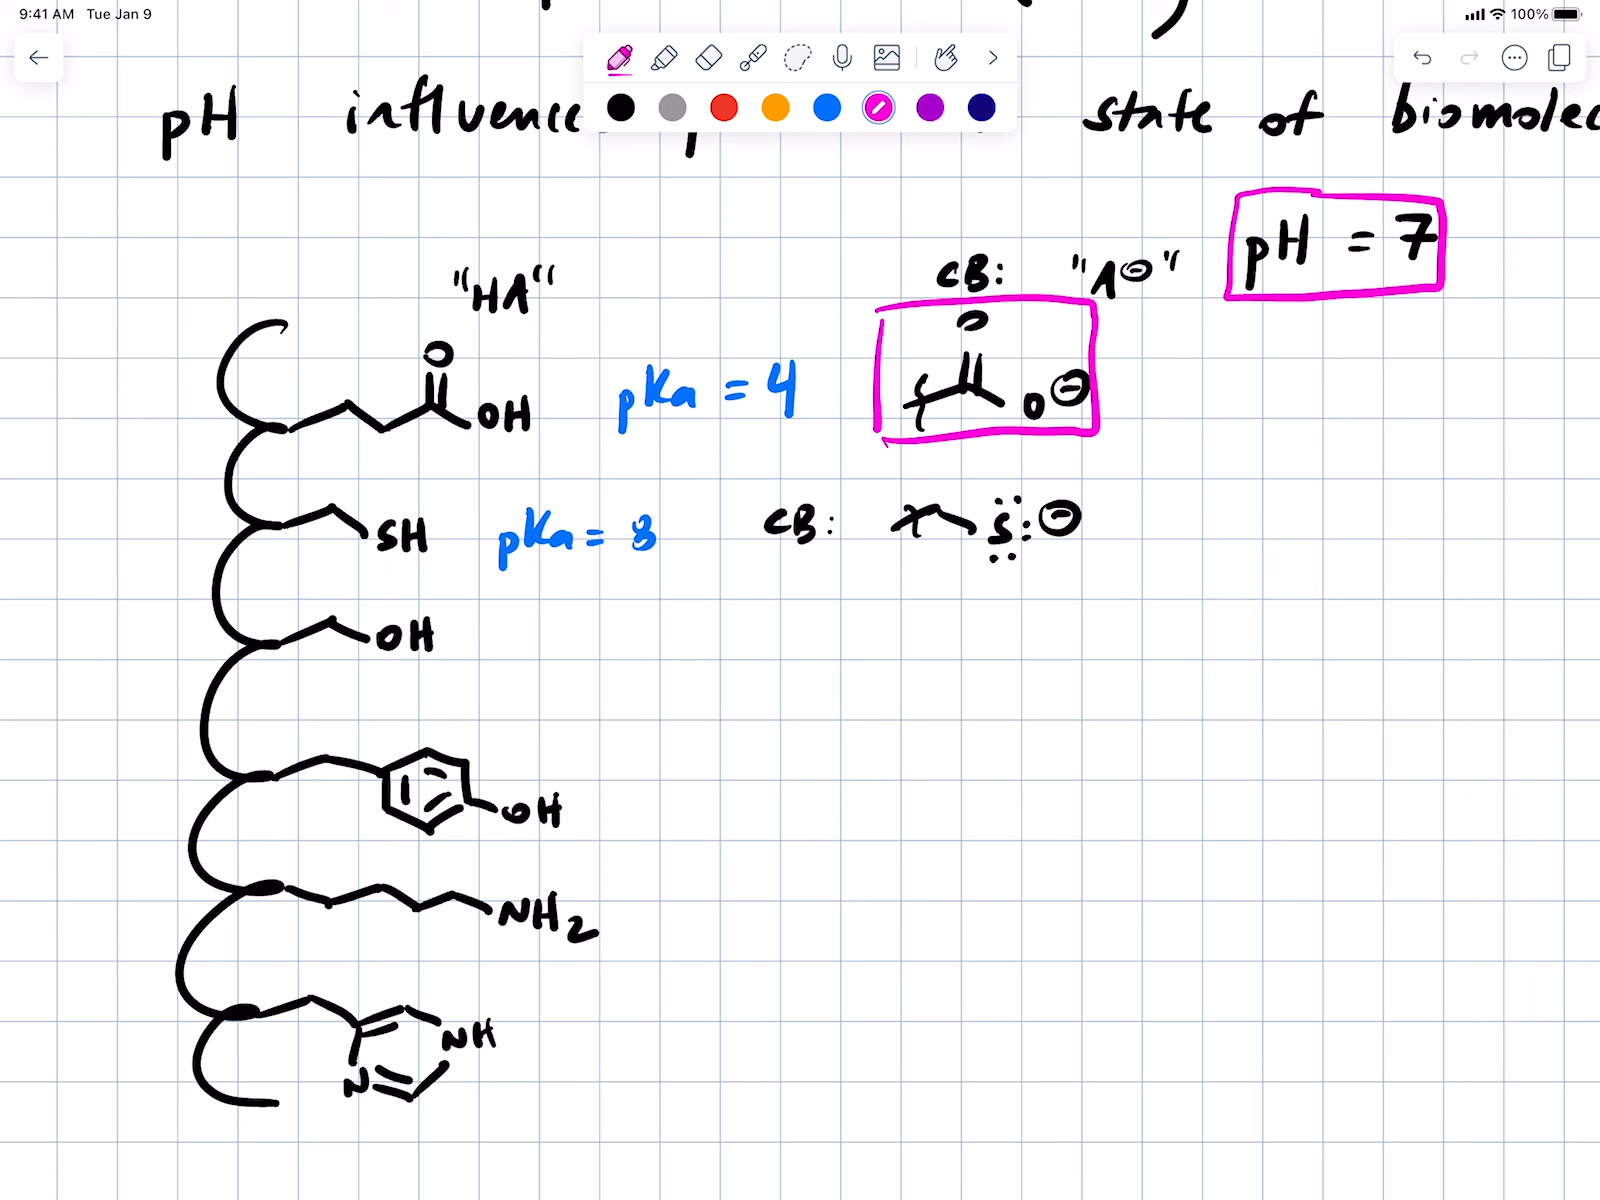 9:41 AM Tue Jan 9
100%
pH influence state of
pH = 7
"HA"
CB: "A⊖"
O
OH
pKa = 4
O
O⊖
SH
pKa = 8
CB: S: ⊖
OH
OH
NH2
NH
N